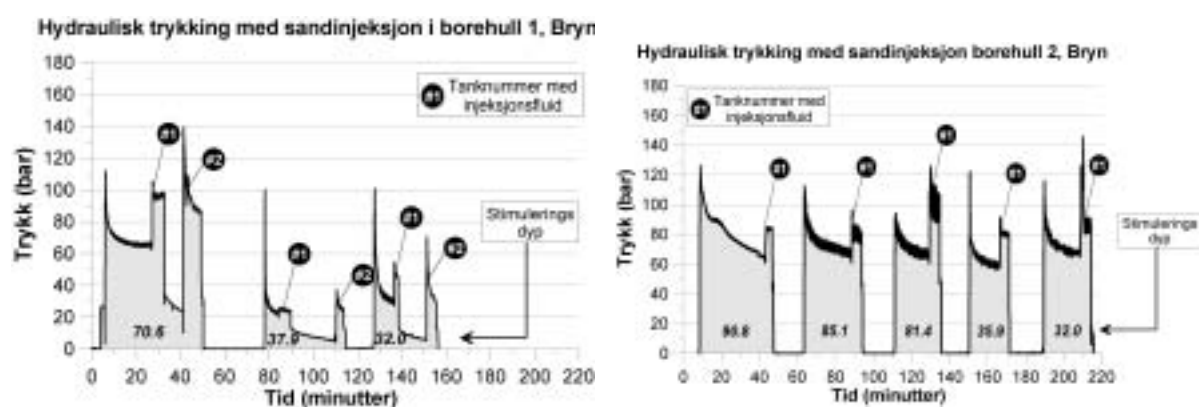 Hydraulisk trykking med sandinjeksjon i borehull 1, Bryn
Trykk (bar)
180
160
140
120
100
80
60
40
20
0
#1
Tanknummer med
injeksjonsfluid
#1
#2
#1
#2
#1
#2
Stimulerings
dyp
70.6
37.9
32.0
0 20 40 60 80 100 120 140 160 180 200 220
Tid (minutter)
Hydraulisk trykking med sandinjeksjon borehull 2, Bryn
Trykk (bar)
180
160
140
120
100
80
60
40
20
0
#1
Tanknummer med
injeksjonsfluid
#1
#1
#1
#1
#1
Stimulerings
dyp
85.1
81.4
35.9
32.0
0 20 40 60 80 100 120 140 160 180 200 220
Tid (minutter)